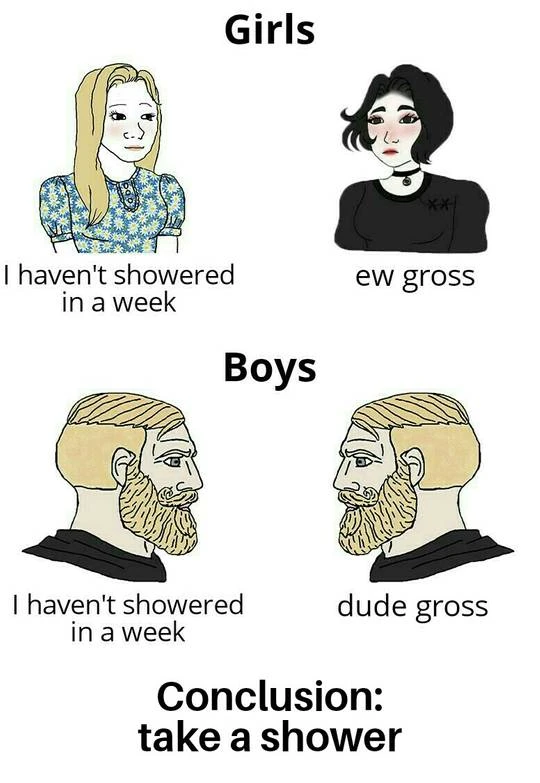 Girls
I haven't showered
in a week
ew gross
Boys
I haven't showered
in a week
dude gross
Conclusion:
take a shower